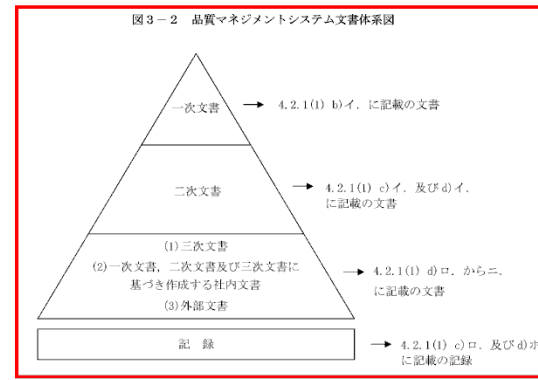 図3-2 品質マネジメントシステム文書体系図
一次文書
4.2.1(1) b)イ. に記載の文書
二次文書
4.2.1(1) c)イ. 及びd)イ.
に記載の文書
(1)三次文書
(2)一次文書, 二次文書及び三次文書に
基づき作成する社内文書
(3)外部文書
4.2.1(1) d)ロ. からニ.
に記載の文書
記 録
4.2.1(1) c)ロ. 及びd)ホ
に記載の記録